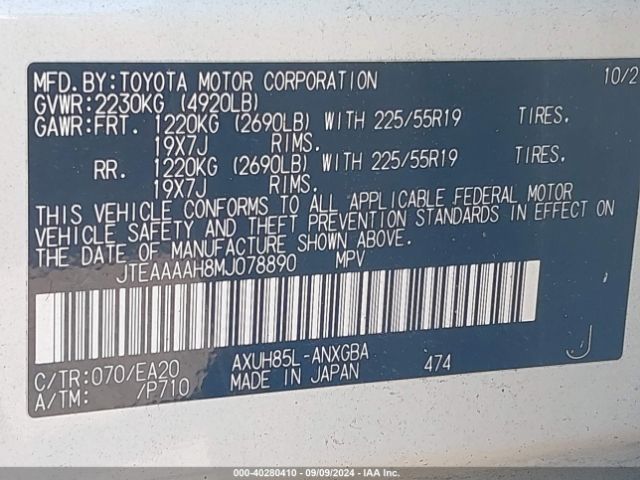 MFD.BY:TOYOTA MOTOR CORPORATION 10/2
GVWR:2230KG (4920LB)
GAWR:FRT. 1220KG (2690LB) WITH 225/55R19 TIRES.
19X7J RIMS.
RR. 1220KG (2690LB) WITH 225/55R19 TIRES.
19X7J RIMS.
THIS VEHICLE CONFORMS TO ALL APPLICABLE FEDERAL MOTOR
VEHICLE SAFETY AND THEFT PREVENTION STANDARDS IN EFFECT ON
THE DATE OF MANUFACTURE SHOWN ABOVE.
JTEAAAAH8MJ078890 MPV
C/TR:070/EA20 AXUH85L-ANXGBA
A/TM: /P710 MADE IN JAPAN 474 J
000-40280410 - 09/09/2024 - IAA Inc.